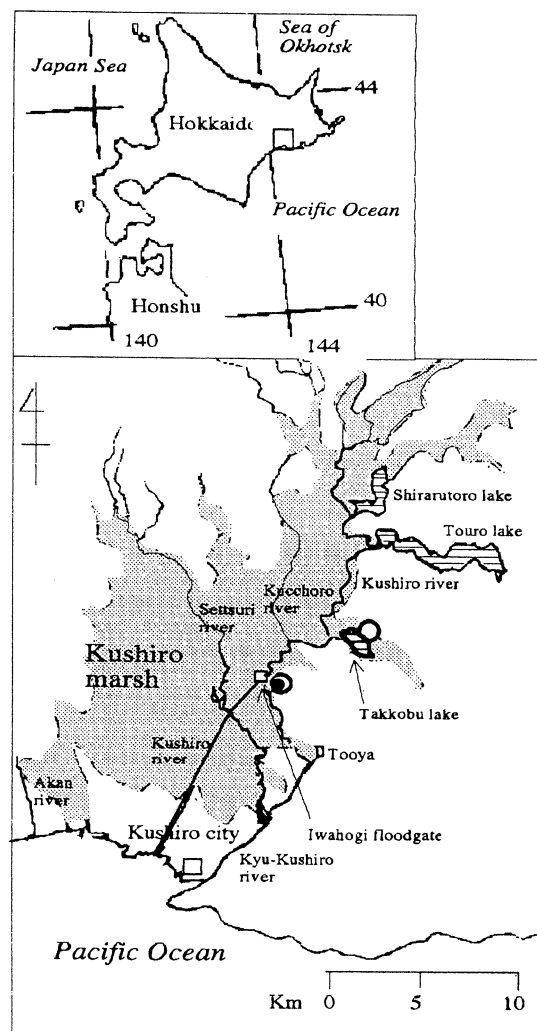 Sea of
Okhotsk
Japan Sea
44
Hokkaido
Pacific Ocean
Honshu
40
140
144
4
Shirarutoro lake
Touro lake
Kushiro river
Kucchoro
river
Settsuri
river
Kushiro
marsh
Takkobu lake
Kushiro
river
Tooya
Akan
river
Iwahogi floodgate
Kushiro city
Kyu-Kushiro
river
Pacific Ocean
Km 0 5 10